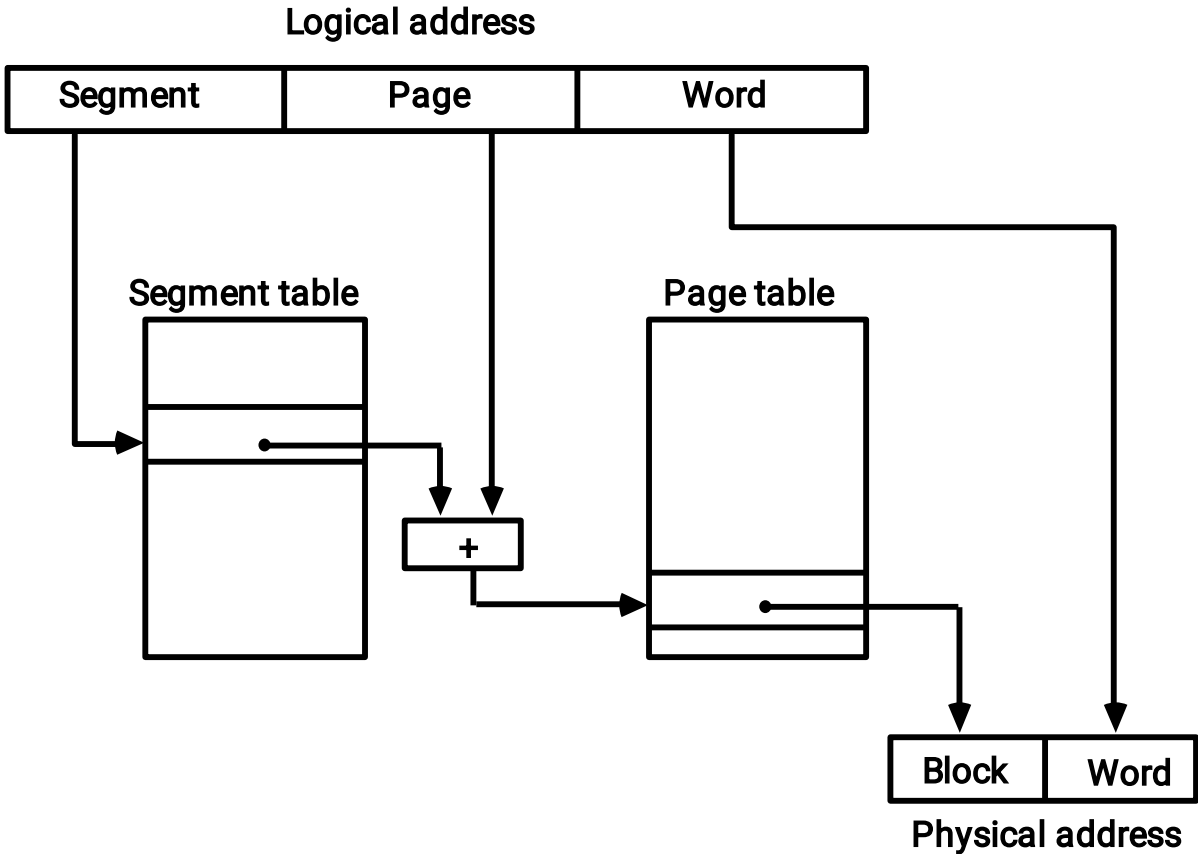 Logical address
Segment Page Word
Segment table Page table
+
Block Word
Physical address